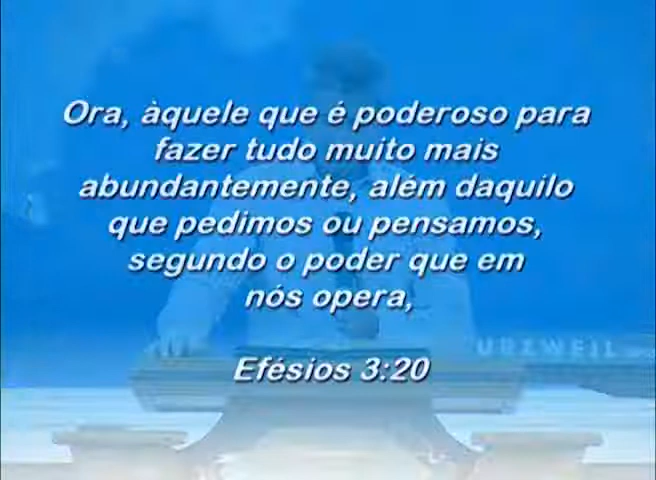 Ora, àquele que é poderoso para
fazer tudo muito mais
abundantemente, além daquilo
que pedimos ou pensamos,
segundo o poder que em
nós opera,
Efésios 3:20
URZWEIL